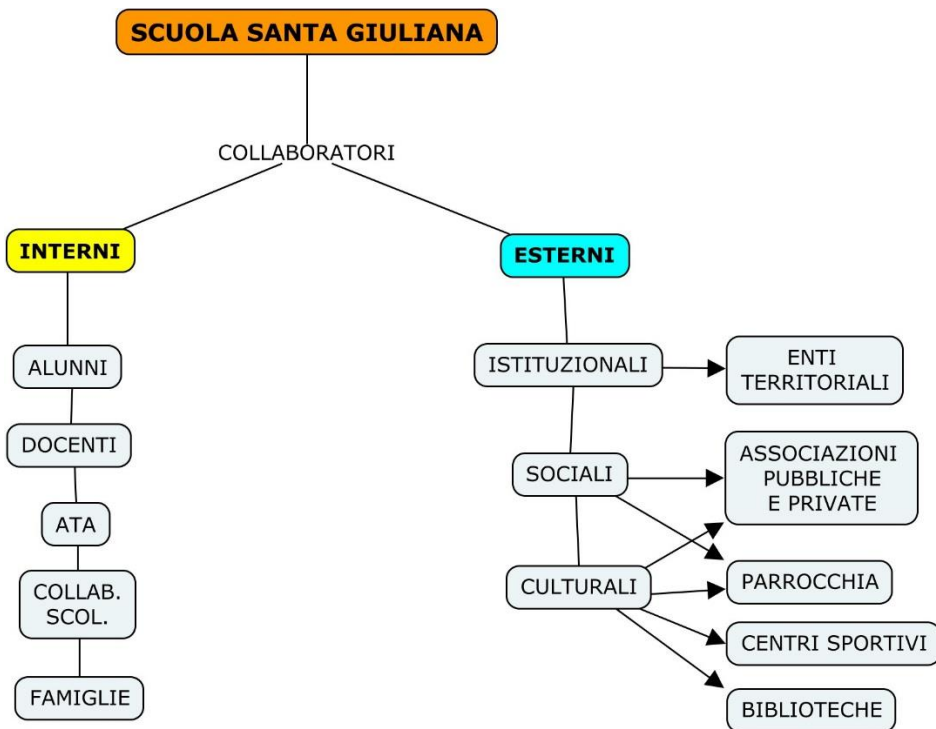 SCUOLA SANTA GIULIANA
COLLABORATORI
INTERNI
ALUNNI
DOCENTI
ATA
COLLAB.
SCOL.
FAMIGLIE
ESTERNI
ISTITUZIONALI
SOCIALI
CULTURALI
ENTI
TERRITORIALI
ASSOCIAZIONI
PUBBLICHE
E PRIVATE
PARROCCHIA
CENTRI SPORTIVI
BIBLIOTECHE